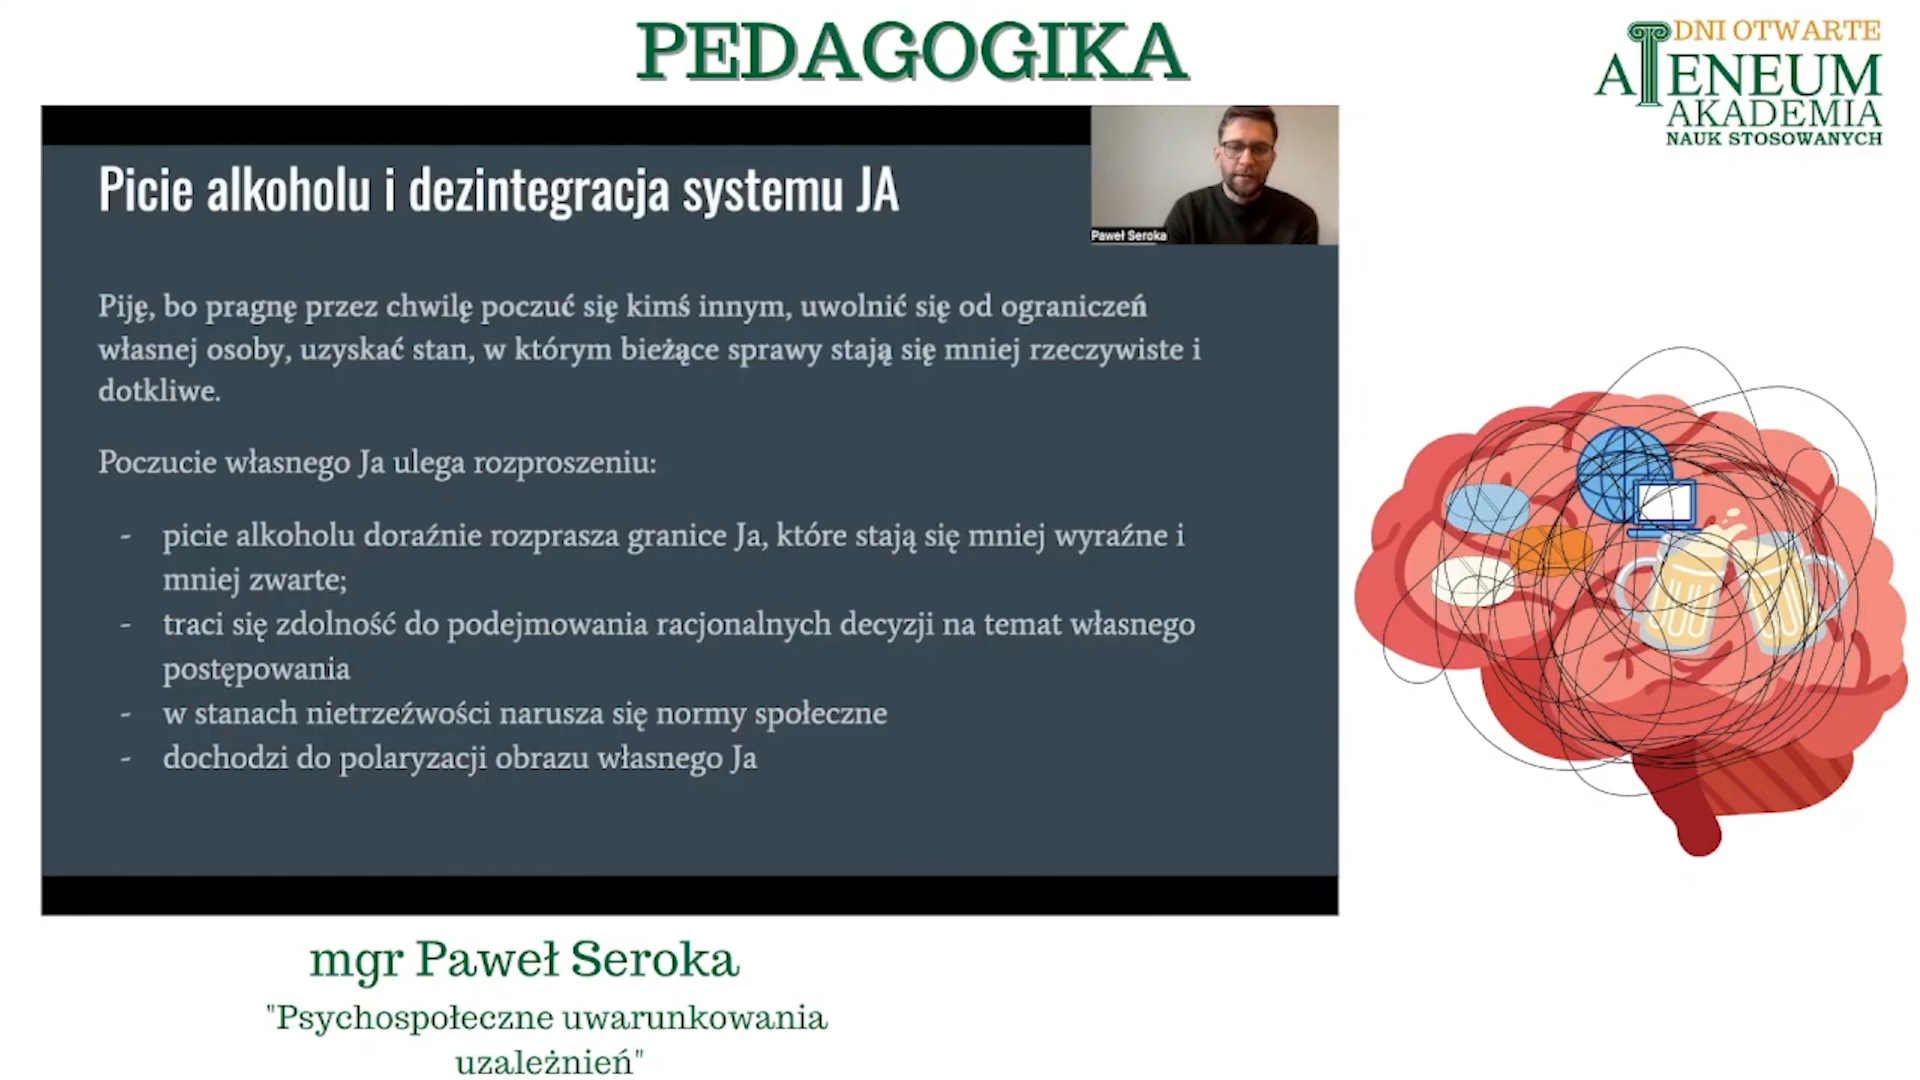 PEDAGOGIKA
DNI OTWARTE
ATENEUM
AKADEMIA
NAUK STOSOWANYCH
Picie alkoholu i dezintegracja systemu JA
Paweł Seroka
Piję, bo pragnę przez chwilę poczuć się kimś innym, uwolnić się od ograniczeń
własnej osoby, uzyskać stan, w którym bieżące sprawy stają się mniej rzeczywiste i
dotkliwe.
Poczucie własnego Ja ulega rozproszeniu:
- picie alkoholu doraźnie rozprasza granice Ja, które stają się mniej wyraźne i
mniej zwarte;
- traci się zdolność do podejmowania racjonalnych decyzji na temat własnego
postępowania
- w stanach nietrzeźwości narusza się normy społeczne
- dochodzi do polaryzacji obrazu własnego Ja
mgr Paweł Seroka
"Psychospołeczne uwarunkowania
uzależnień"